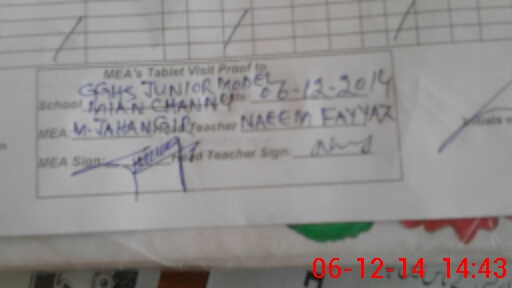 MEA's Tablet Visit Proof to
GGHS JUNIOR MODEL
School MIAN CHANNU 06-12-2014
MEA: M. JAHANGIR Head Teacher NAEEM FAYYAZ
MEA Sign: Head Teacher Sign:
06-12-14 14:43